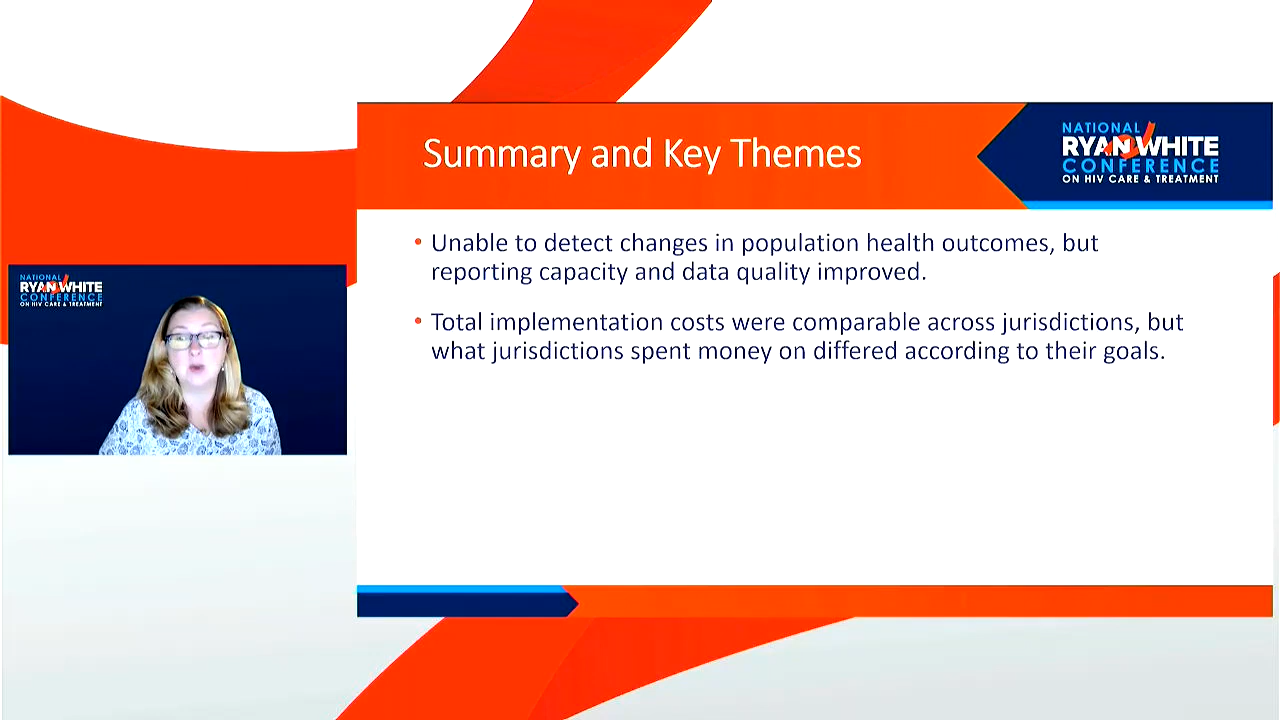 Summary and Key Themes
NATIONAL
RYAN WHITE
CONFERENCE
ON HIV CARE & TREATMENT
• Unable to detect changes in population health outcomes, but
reporting capacity and data quality improved.
• Total implementation costs were comparable across jurisdictions, but
what jurisdictions spent money on differed according to their goals.
NATIONAL
RYAN WHITE
CONFERENCE
ON HIV CARE & TREATMENT